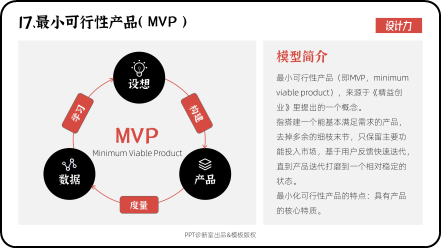 17.最小可行性产品( MVP )
设计力
设想
学习
构建
MVP
Minimum Viable Product
数据
产品
度量
模型简介
最小可行性产品（即MVP，minimum
viable product），来源于《精益创
业》里提出的一个概念。
指搭建一个能基本满足需求的产品，
去掉多余的细枝末节，只保留主要功
能投入市场，基于用户反馈快速迭代，
直到产品迭代打磨到一个相对稳定的
状态。
最小化可行性产品的特点：具有产品
的核心特质。
PPT@新蛮出品&模板版权